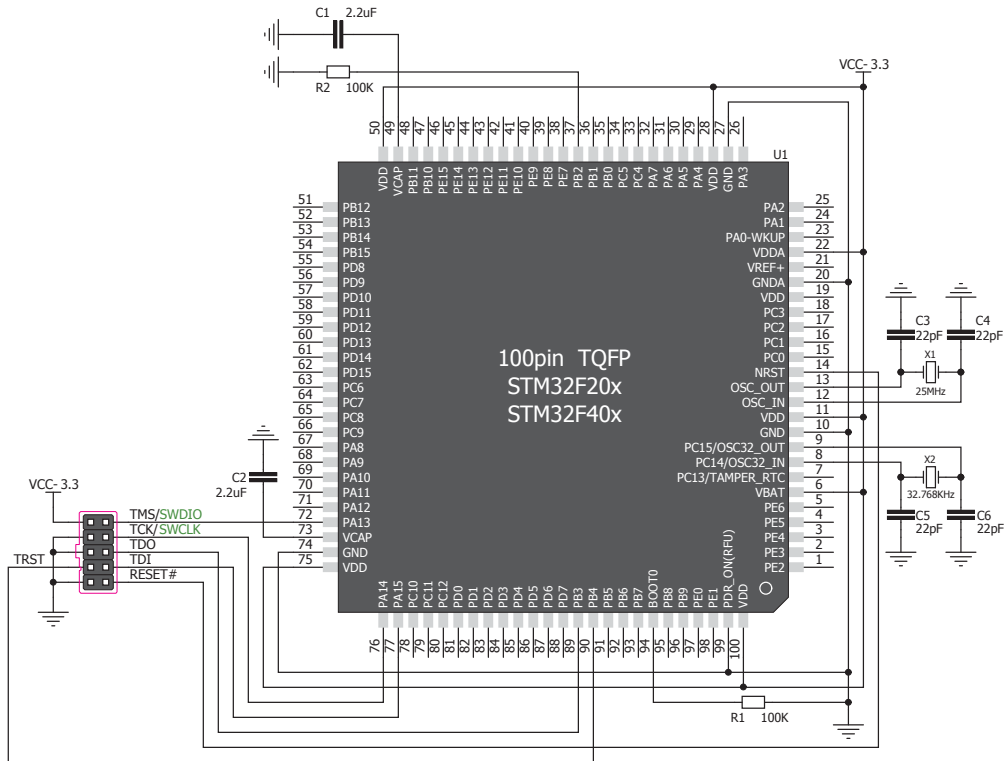 C1
2.2uF
R2 100K
VCC-3.3
50 49 48 47 46 45 44 43 42 41 40 39 38 37 36 35 34 33 32 31 30 29 28 27 26
U1
VDD VCAP PB11 PB10 PE15 PE14 PE13 PE12 PE11 PE10 PE9 PE8 PE7 PB2 PB1 PB0 PC5 PC4 PA7 PA6 PA5 PA4 VDD GND PA3
51 PB12
52 PB13
53 PB14
54 PB15
55 PD8
56 PD9
57 PD10
58 PD11
59 PD12
60 PD13
61 PD14
62 PD15
63 PC6
64 PC7
65 PC8
66 PC9
67 PA8
68 PA9
69 PA10
70 PA11
71 PA12
72 PA13
73 VCAP
74 GND
75 VDD
100pin TQFP
STM32F20x
STM32F40x
PA2 25
PA1 24
PA0-WKUP 23
VDDA 22
VREF+ 21
GNDA 20
VDD 19
PC3 18
PC2 17
PC1 16
PC0 15
NRST 14
OSC_OUT 13
OSC_IN 12
VDD 11
GND 10
PC15/OSC32_OUT 9
PC14/OSC32_IN 8
PC13/TAMPER_RTC 7
VBAT 6
PE6 5
PE5 4
PE4 3
PE3 2
PE2 1
C3
22pF
C4
22pF
X1
25MHz
X2
32.768KHz
C5
22pF
C6
22pF
C2
2.2uF
VCC-3.3
TMS/SWDIO
TCK/SWCLK
TDO
TRST
TDI
RESET#
PA14 PA15 PC10 PC11 PC12 PD0 PD1 PD2 PD3 PD4 PD5 PD6 PD7 PB3 PB4 PB5 PB6 PB7 BOOT0 PB8 PB9 PE0 PE1 PDR_ON(RFU) VDD
76 77 78 79 80 81 82 83 84 85 86 87 88 89 90 91 92 93 94 95 96 97 98 99 100
R1 100K